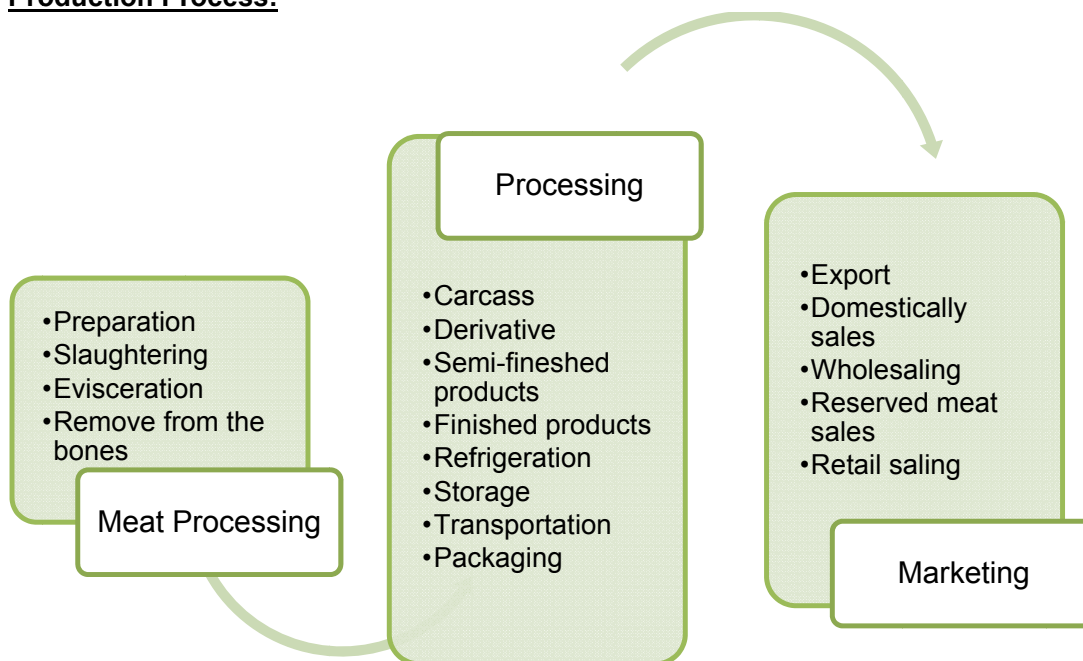 Production Process:
•Preparation
•Slaughtering
•Evisceration
•Remove from the
bones
Meat Processing
Processing
•Carcass
•Derivative
•Semi-fineshed
products
•Finished products
•Refrigeration
•Storage
•Transportation
•Packaging
•Export
•Domestically
sales
•Wholesaling
•Reserved meat
sales
•Retail saling
Marketing